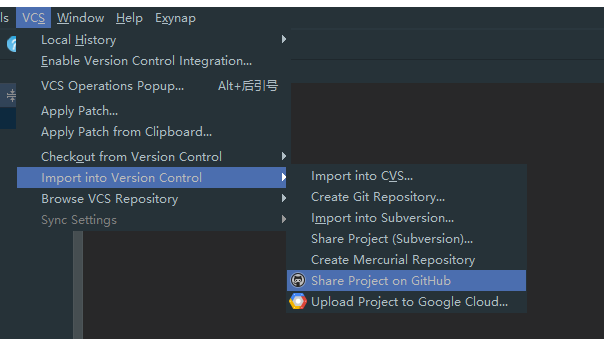 ls VCS Window Help Exynap
Local History
Enable Version Control Integration...
VCS Operations Popup... Alt+后引号
Apply Patch...
Apply Patch from Clipboard...
Checkout from Version Control
Import into Version Control
Browse VCS Repository
Sync Settings
Import into CVS...
Create Git Repository...
Import into Subversion...
Share Project (Subversion)...
Create Mercurial Repository
Share Project on GitHub
Upload Project to Google Cloud...